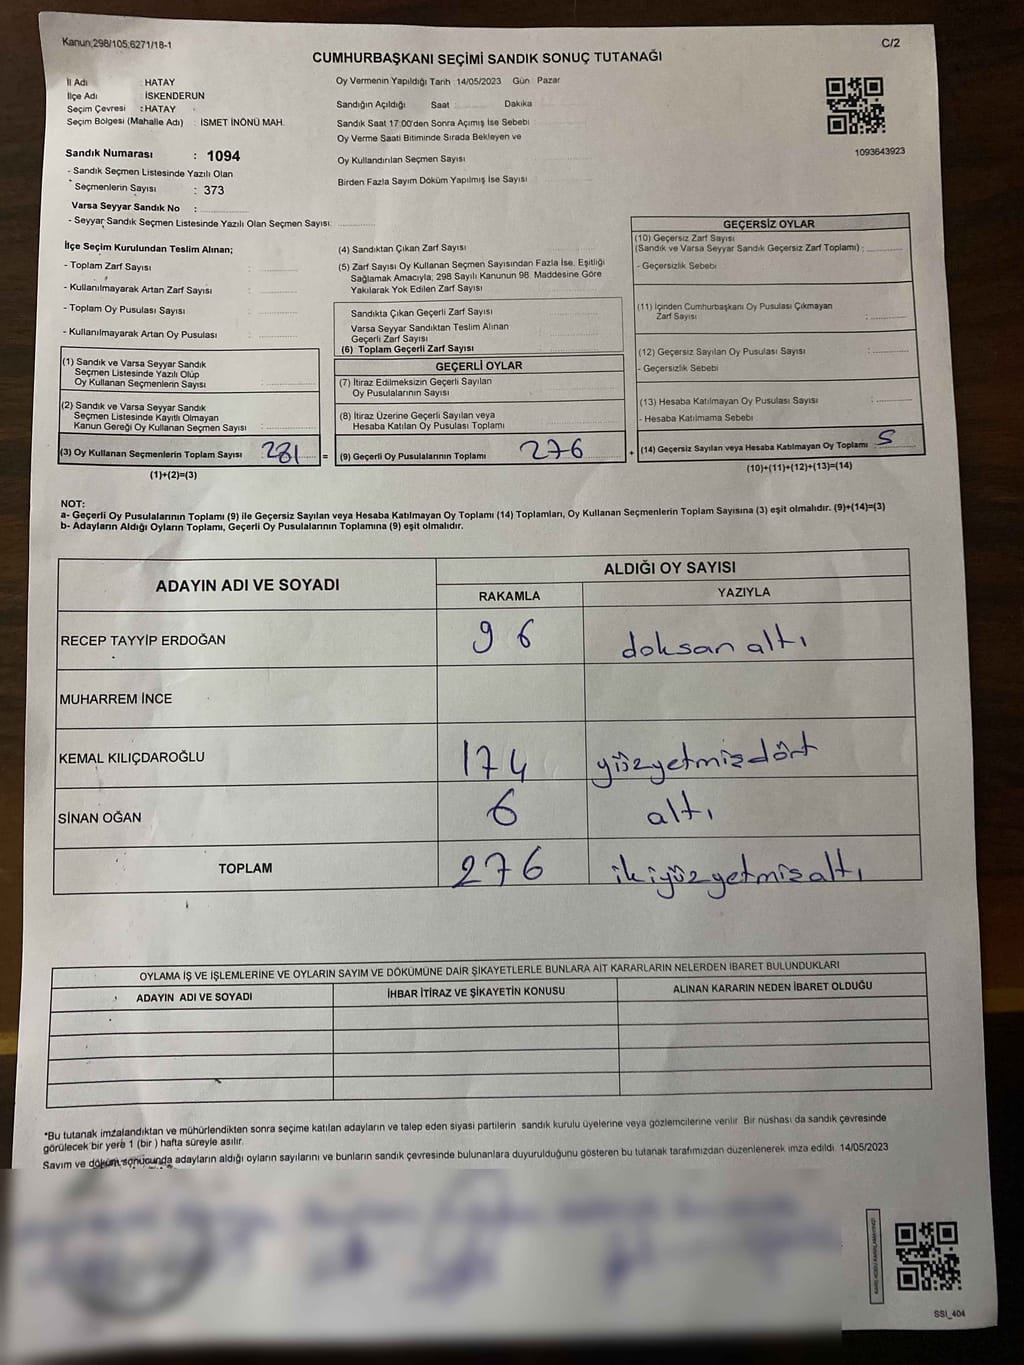 Kanun;298/105;6271/18-1
C/2
CUMHURBAŞKANI SEÇİMİ SANDIK SONUÇ TUTANAĞI
İl Adı : HATAY
İlçe Adı İSKENDERUN
Seçim Çevresi : HATAY
Seçim Bölgesi (Mahalle Adı) : İSMET İNÖNÜ MAH.
Oy Vermenin Yapıldığı Tarih 14/05/2023 Gün Pazar
Sandığın Açıldığı Saat Dakika
Sandık Saat 17.00'den Sonra Açımış İse Sebebi
Oy Verme Saati Bitiminde Sırada Bekleyen ve
Oy Kullandırılan Seçmen Sayısı
Birden Fazla Sayım Döküm Yapılmış İse Sayısı
1093643923
Sandık Numarası : 1094
- Sandık Seçmen Listesinde Yazılı Olan
Seçmenlerin Sayısı : 373
Varsa Seyyar Sandık No :
- Seyyar Sandık Seçmen Listesinde Yazılı Olan Seçmen Sayısı:
İlçe Seçim Kurulundan Teslim Alınan;
- Toplam Zarf Sayısı :
- Kullanılmayarak Artan Zarf Sayısı :
- Toplam Oy Pusulası Sayısı :
- Kullanılmayarak Artan Oy Pusulası :
(1) Sandık ve Varsa Seyyar Sandık
Seçmen Listesinde Yazılı Olup
Oy Kullanan Seçmenlerin Sayısı :
(2) Sandık ve Varsa Seyyar Sandık
Seçmen Listesinde Kayıtlı Olmayan
Kanun Gereği Oy Kullanan Seçmen Sayısı :
(3) Oy Kullanan Seçmenlerin Toplam Sayısı 281 =
(1)+(2)=(3)
(4) Sandıktan Çıkan Zarf Sayısı
(5) Zarf Sayısı Oy Kullanan Seçmen Sayısından Fazla İse, Eşitliği
Sağlamak Amacıyla; 298 Sayılı Kanunun 98. Maddesine Göre
Yakılarak Yok Edilen Zarf Sayısı
Sandıkta Çıkan Geçerli Zarf Sayısı
Varsa Seyyar Sandıktan Teslim Alınan
Geçerli Zarf Sayısı
(6) Toplam Geçerli Zarf Sayısı
GEÇERLİ OYLAR
(7) İtiraz Edilmeksizin Geçerli Sayılan
Oy Pusulalarının Sayısı
(8) İtiraz Üzerine Geçerli Sayılan veya
Hesaba Katılan Oy Pusulası Toplamı
(9) Geçerli Oy Pusulalarının Toplamı 276 +
GEÇERSİZ OYLAR
(10) Geçersiz Zarf Sayısı
(Sandık ve Varsa Seyyar Sandık Geçersiz Zarf Toplamı) :
- Geçersizlik Sebebi
(11) İçinden Cumhurbaşkanı Oy Pusulası Çıkmayan
Zarf Sayısı :
(12) Geçersiz Sayılan Oy Pusulası Sayısı :
- Geçersizlik Sebebi
(13) Hesaba Katılmayan Oy Pusulası Sayısı :
- Hesaba Katılmama Sebebi
(14) Geçersiz Sayılan veya Hesaba Katılmayan Oy Toplamı 5
(10)+(11)+(12)+(13)=(14)
NOT:
a- Geçerli Oy Pusulalarının Toplamı (9) ile Geçersiz Sayılan veya Hesaba Katılmayan Oy Toplamı (14) Toplamları, Oy Kullanan Seçmenlerin Toplam Sayısına (3) eşit olmalıdır. (9)+(14)=(3)
b- Adayların Aldığı Oyların Toplamı, Geçerli Oy Pusulalarının Toplamına (9) eşit olmalıdır.
ADAYIN ADI VE SOYADI
ALDIĞI OY SAYISI
RAKAMLA YAZIYLA
RECEP TAYYİP ERDOĞAN 96 doksan altı
MUHARREM İNCE
KEMAL KILIÇDAROĞLU 174 yüzyetmizdört
SİNAN OĞAN 6 altı
TOPLAM 276 ikiyüzyetmizaltı
OYLAMA İŞ VE İŞLEMLERİNE VE OYLARIN SAYIM VE DÖKÜMÜNE DAİR ŞİKAYETLERLE BUNLARA AİT KARARLARIN NELERDEN İBARET BULUNDUKLARI
ADAYIN ADI VE SOYADI İHBAR İTİRAZ VE ŞİKAYETİN KONUSU ALINAN KARARIN NEDEN İBARET OLDUĞU
*Bu tutanak imzalandıktan ve mühürlendikten sonra seçime katılan adayların ve talep eden siyasi partilerin sandık kurulu üyelerine veya gözlemcilerine verilir. Bir nüshası da sandık çevresinde
görülecek bir yere 1 (bir ) hafta süreyle asılır.
Sayım ve döküm sonucunda adayların aldığı oyların sayılarını ve bunların sandık çevresinde bulunanlara duyurulduğunu gösteren bu tutanak tarafımızdan düzenlenerek imza edildi. 14/05/2023
SSI_404